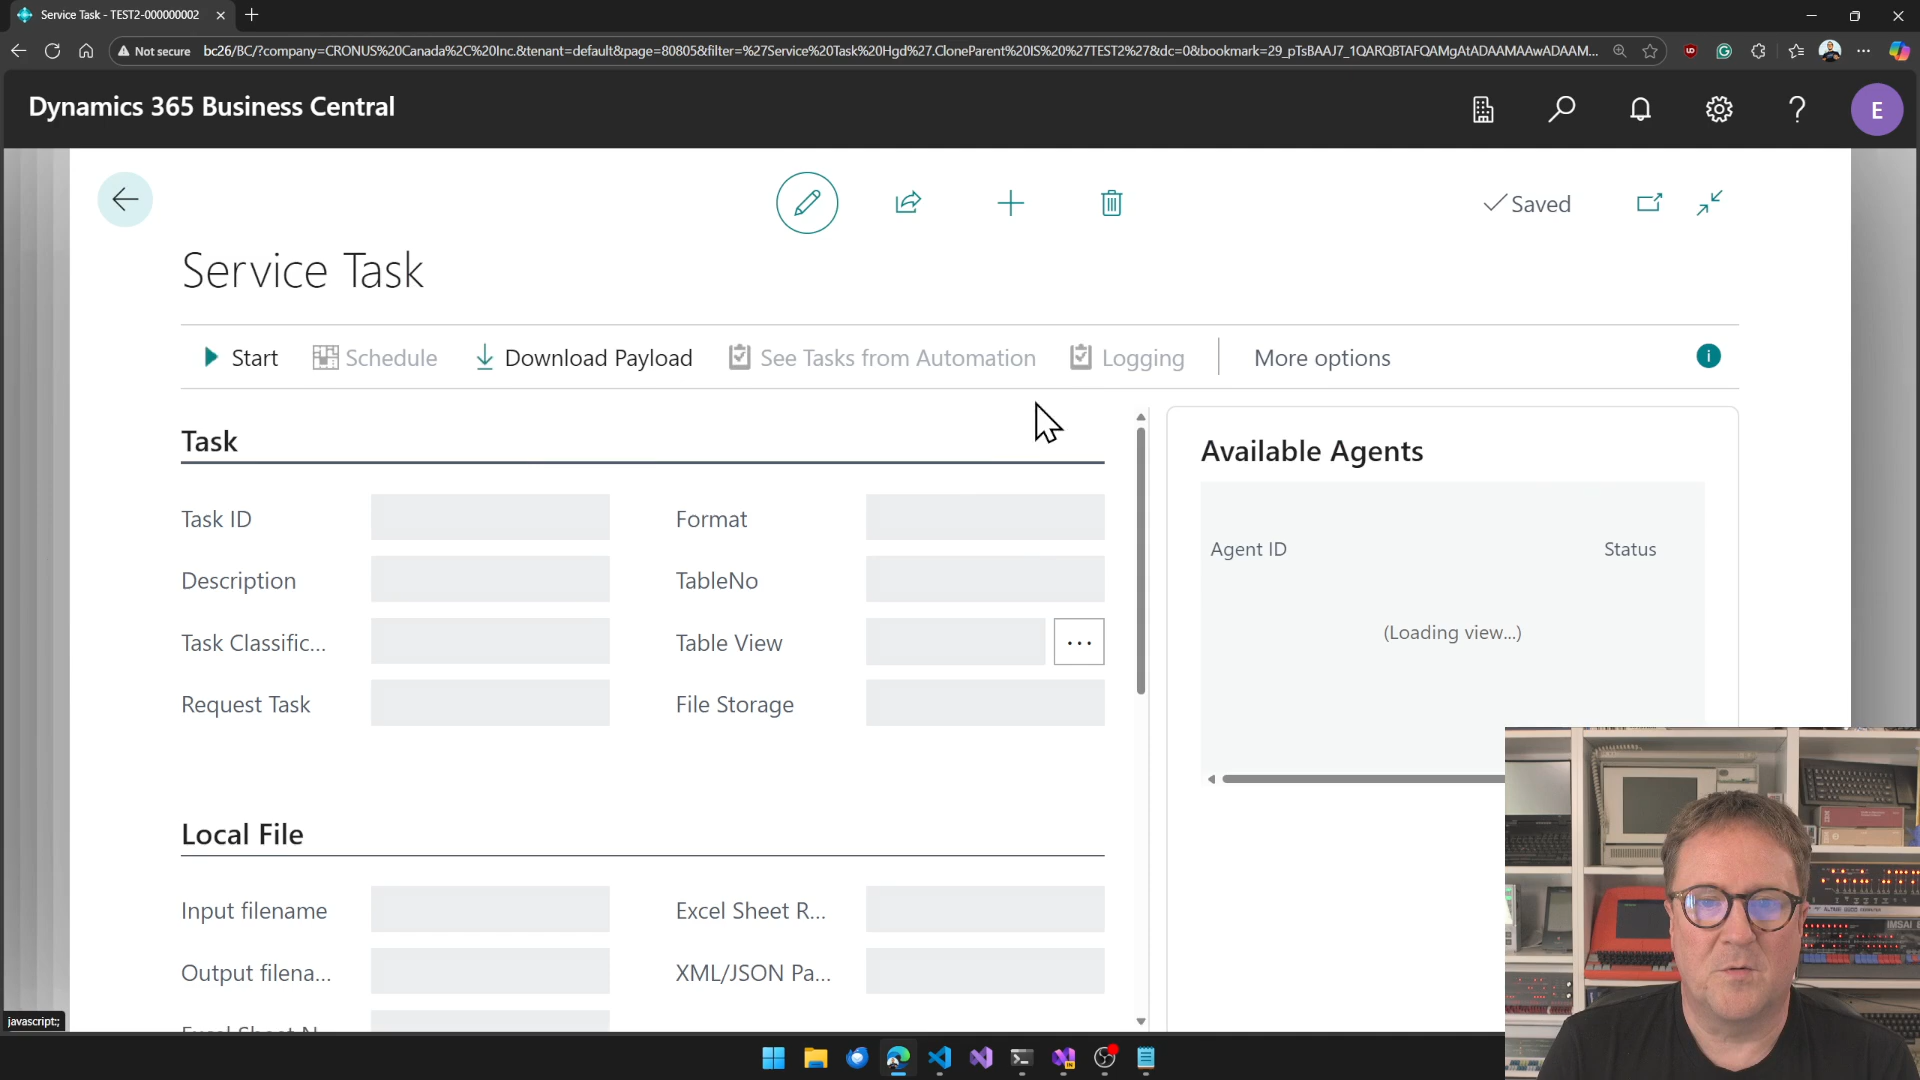 Service Task - TEST2-000000002
Not secure
bc26/BC/?company=CRONUS%20Canada%2C%20Inc.&tenant=default&page=80805&filter=%27Service%20Task%20Hgd%27.CloneParent%20IS%20%27TEST2%27&dc=0&bookmark=29_pTsBAAJ7_1QARQBTAFQAMgAtADAAMAAwADAAM...
Dynamics 365 Business Central
E
Saved
Service Task
Start
Schedule
Download Payload
See Tasks from Automation
Logging
More options
Task
Task ID
Format
Description
TableNo
Task Classific...
Table View
Request Task
File Storage
Available Agents
Agent ID
Status
(Loading view...)
Local File
Input filename
Excel Sheet R...
Output filena...
XML/JSON Pa...
javascript:;